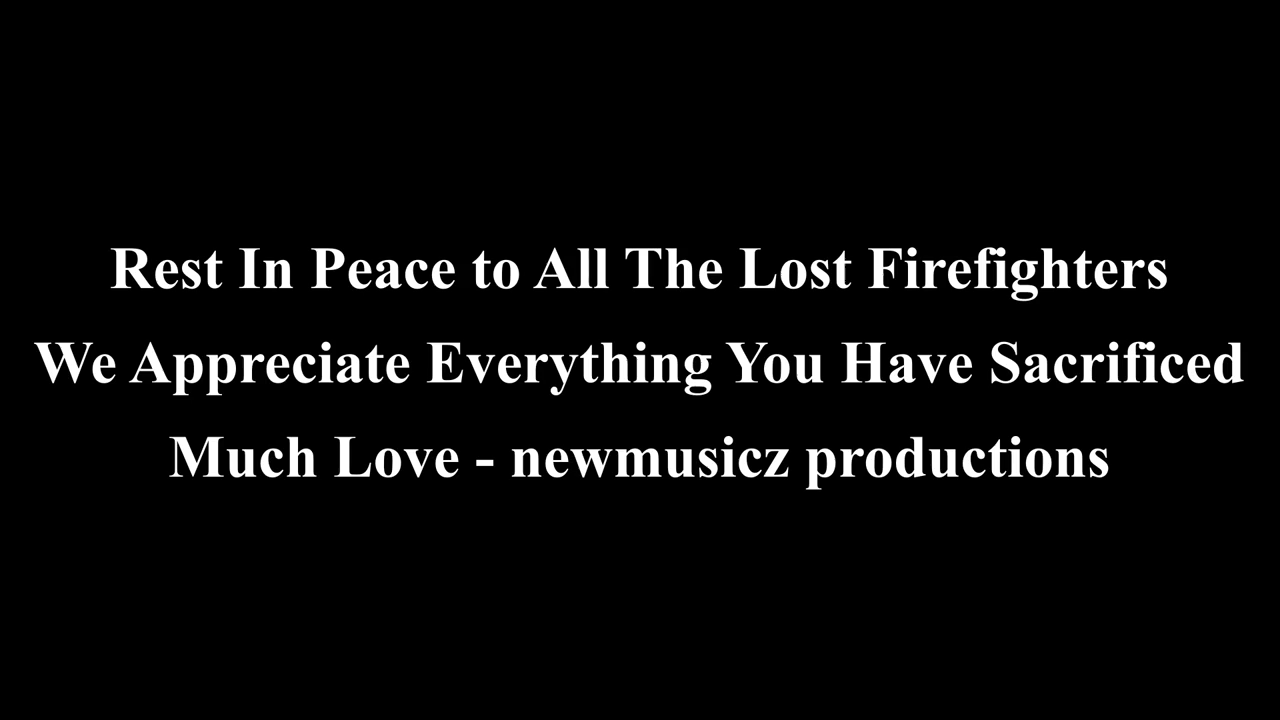 Rest In Peace to All The Lost Firefighters
We Appreciate Everything You Have Sacrificed
Much Love - newmusicz productions